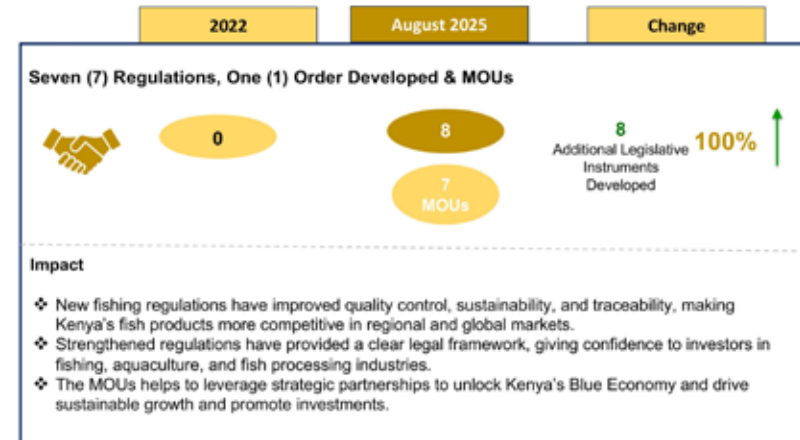 2022
August 2025
Change
Seven (7) Regulations, One (1) Order Developed & MOUs
0
8
7
MOUs
8
Additional Legislative
Instruments
Developed
100%
Impact
❖ New fishing regulations have improved quality control, sustainability, and traceability, making
Kenya's fish products more competitive in regional and global markets.
❖ Strengthened regulations have provided a clear legal framework, giving confidence to investors in
fishing, aquaculture, and fish processing industries.
❖ The MOUs helps to leverage strategic partnerships to unlock Kenya's Blue Economy and drive
sustainable growth and promote investments.